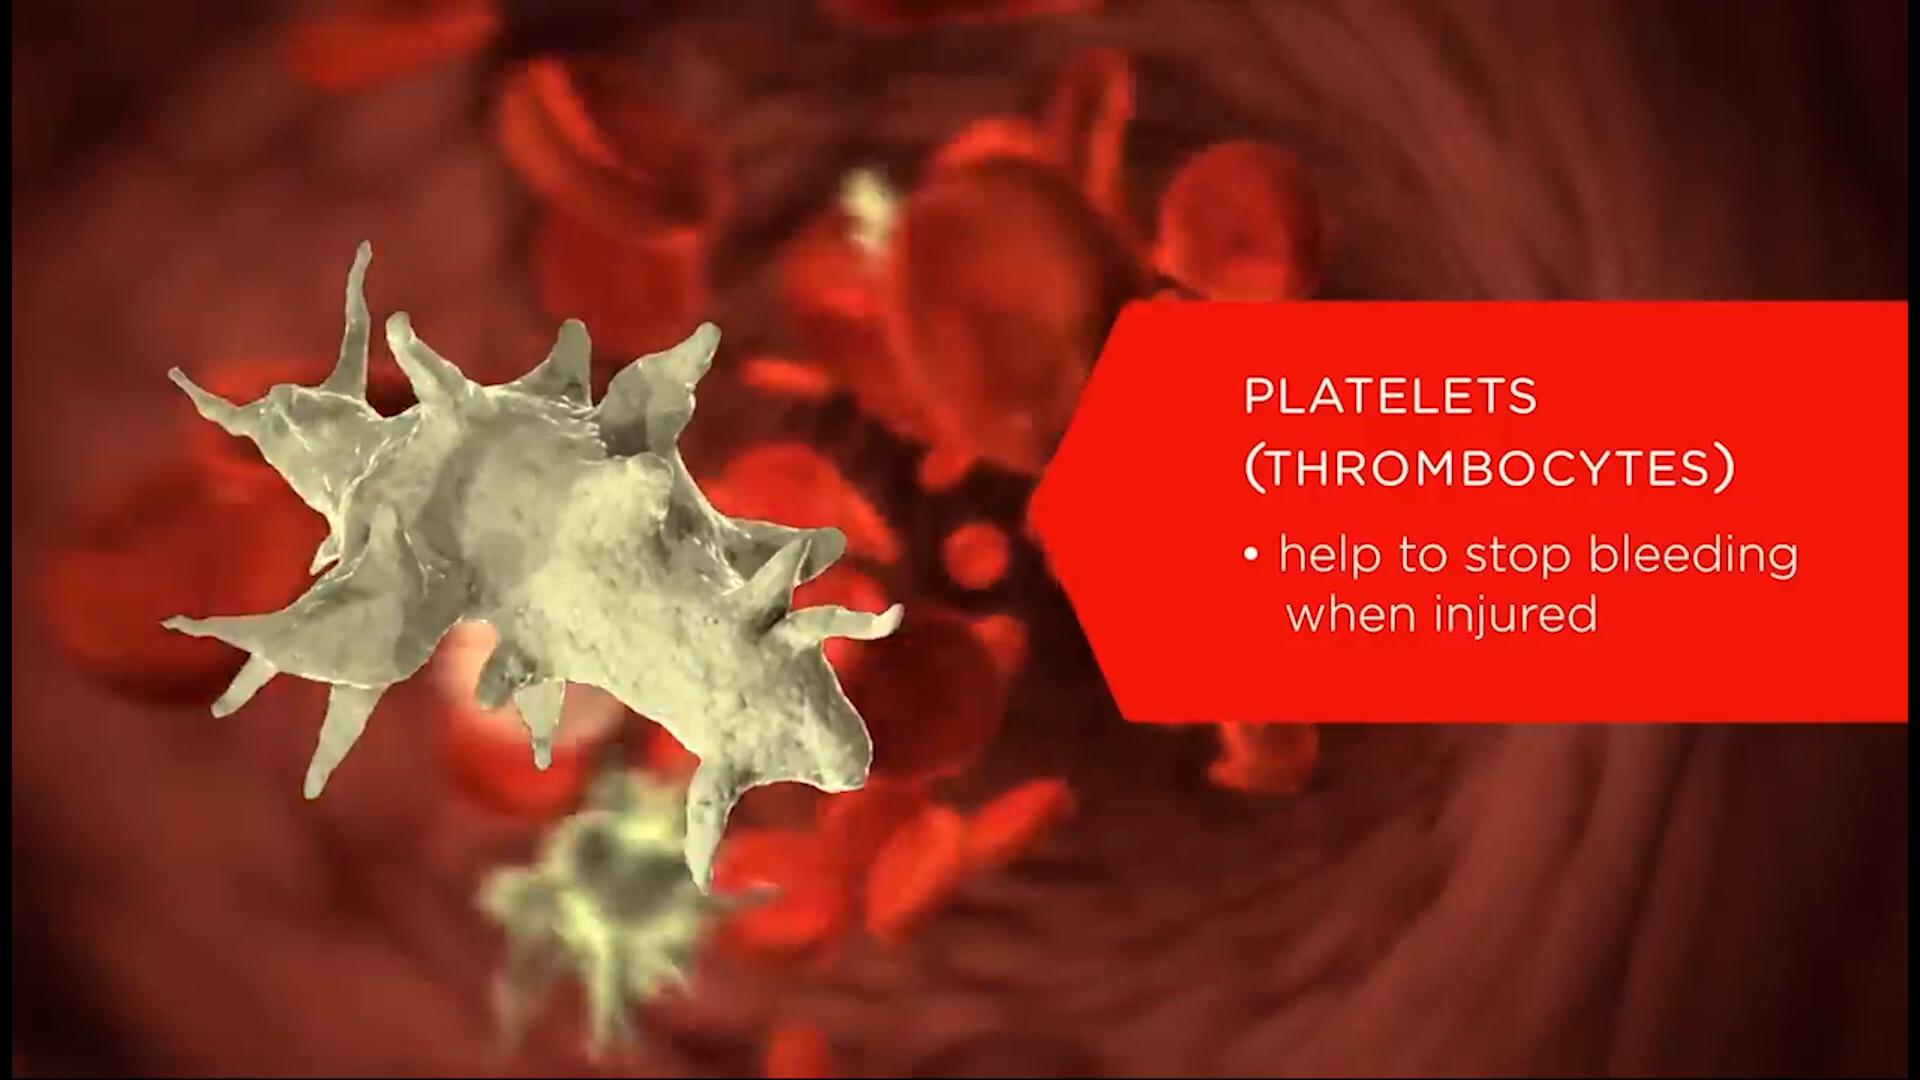 PLATELETS
(THROMBOCYTES)
• help to stop bleeding
when injured